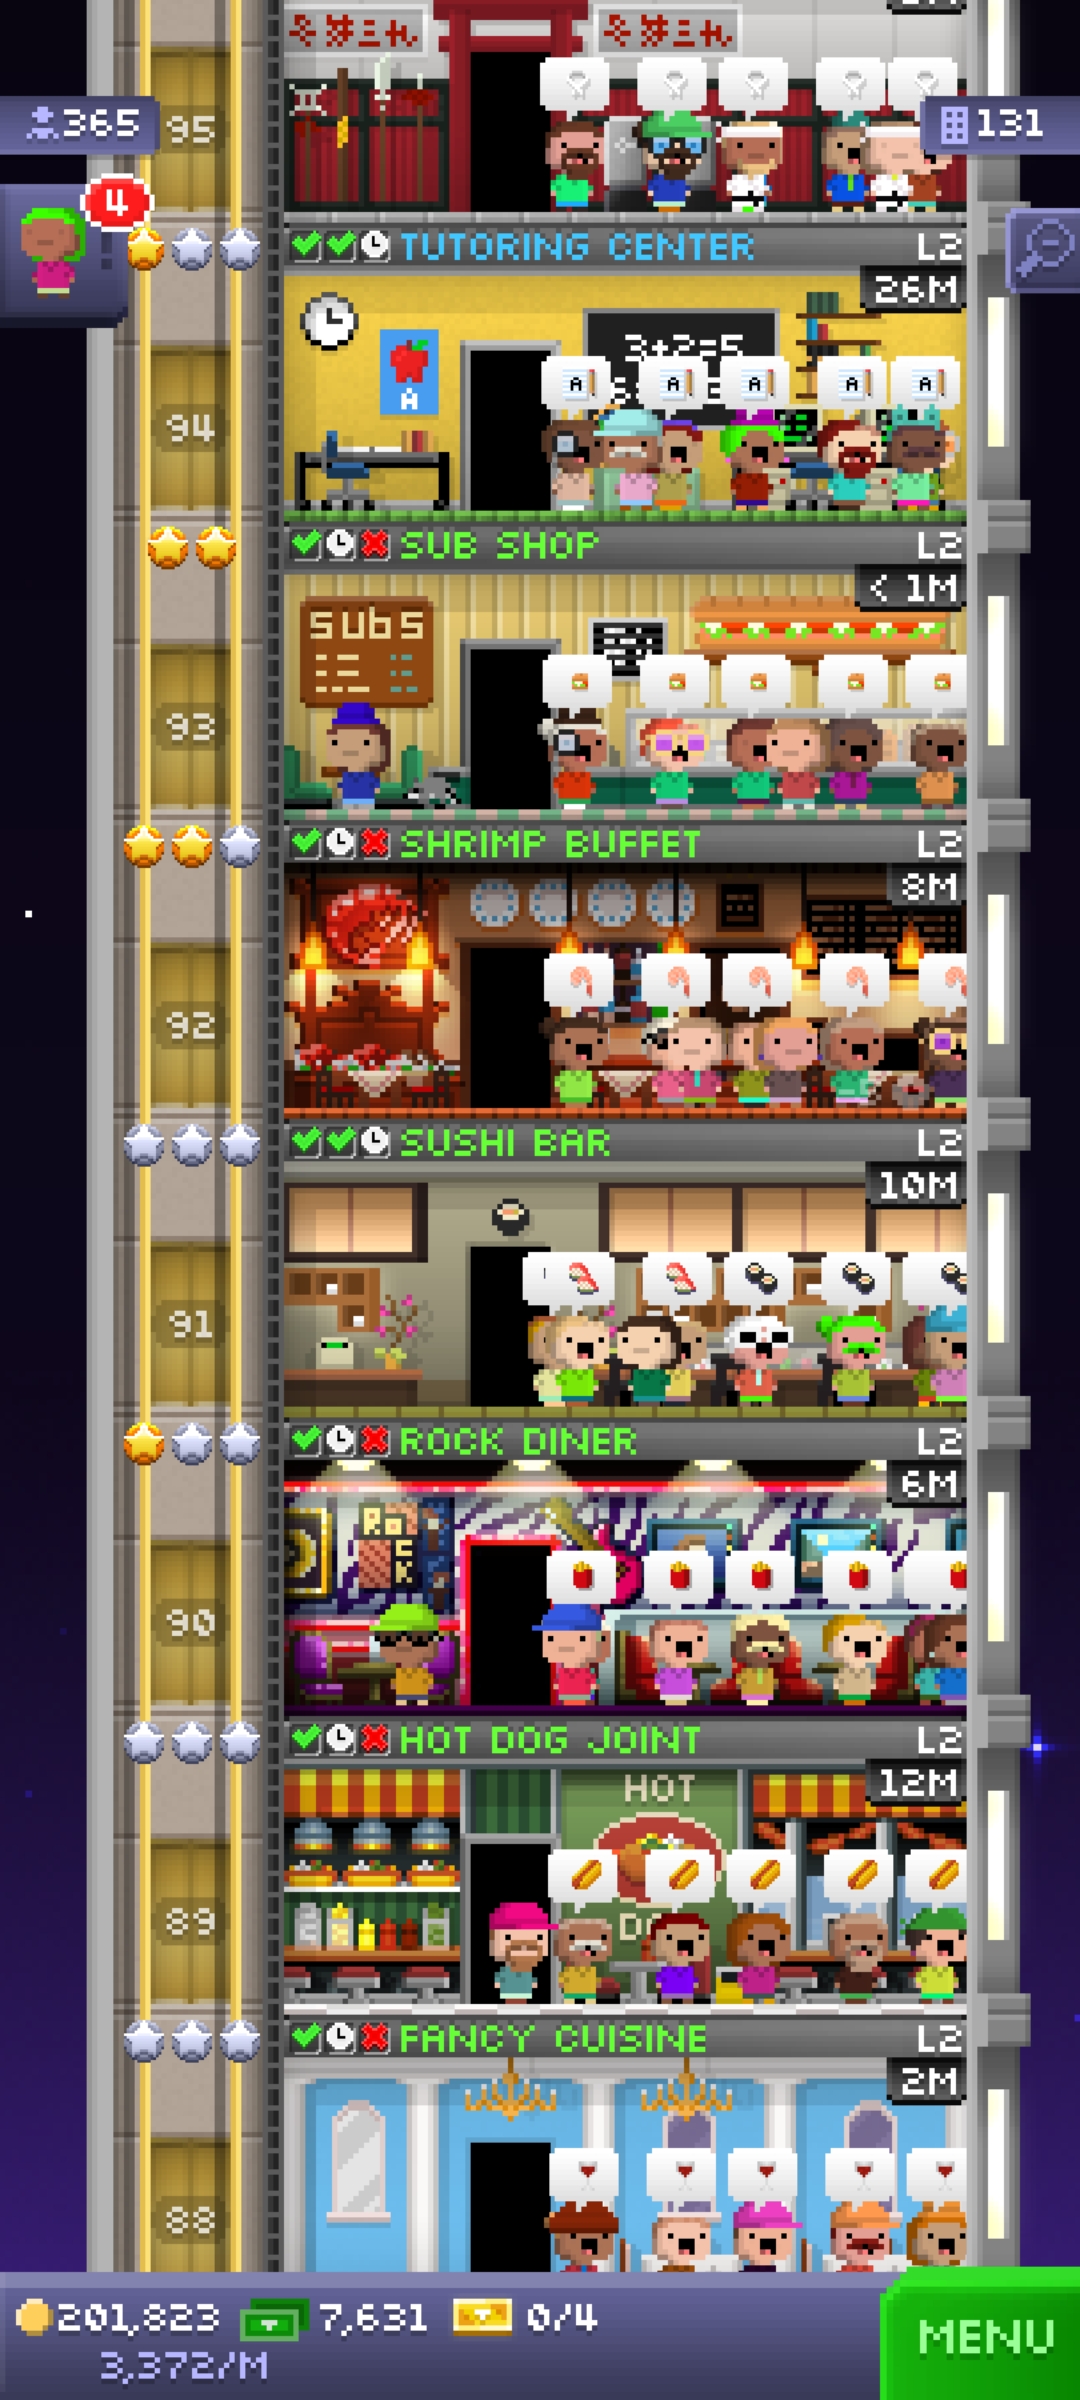 365
131
95
4
TUTORING CENTER L2
26M
3+2=5
A
A A A A A
94
SUB SHOP L2
< 1M
SUBS
93
SHRIMP BUFFET L2
8M
92
SUSHI BAR L2
10M
91
ROCK DINER L2
6M
ROCK
90
HOT DOG JOINT L2
12M
HOT
89
FANCY CUISINE L2
2M
88
201,823 7,631 0/4
3,372/M
MENU